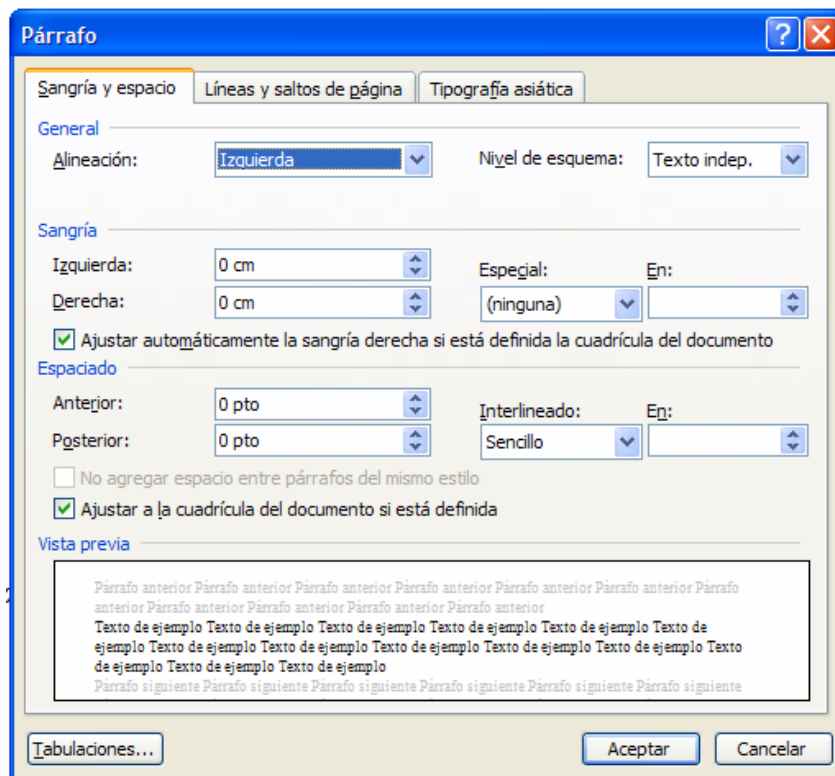 Párrafo
Sangría y espacio Líneas y saltos de página Tipografía asiática
General
Alineación: Izquierda Nivel de esquema: Texto indep.
Sangría
Izquierda: 0 cm Especial: En:
Derecha: 0 cm (ninguna)
Ajustar automáticamente la sangría derecha si está definida la cuadrícula del documento
Espaciado
Anterior: 0 pto Interlineado: En:
Posterior: 0 pto Sencillo
No agregar espacio entre párrafos del mismo estilo
Ajustar a la cuadrícula del documento si está definida
Vista previa
Párrafo anterior Párrafo anterior Párrafo anterior Párrafo anterior Párrafo anterior Párrafo anterior Párrafo
anterior Párrafo anterior Párrafo anterior Párrafo anterior Párrafo anterior
Texto de ejemplo Texto de ejemplo Texto de ejemplo Texto de ejemplo Texto de ejemplo Texto de
ejemplo Texto de ejemplo Texto de ejemplo Texto de ejemplo Texto de ejemplo Texto de ejemplo Texto
de ejemplo Texto de ejemplo Texto de ejemplo
Párrafo siguiente Párrafo siguiente Párrafo siguiente Párrafo siguiente Párrafo siguiente Párrafo siguiente
Tabulaciones... Aceptar Cancelar